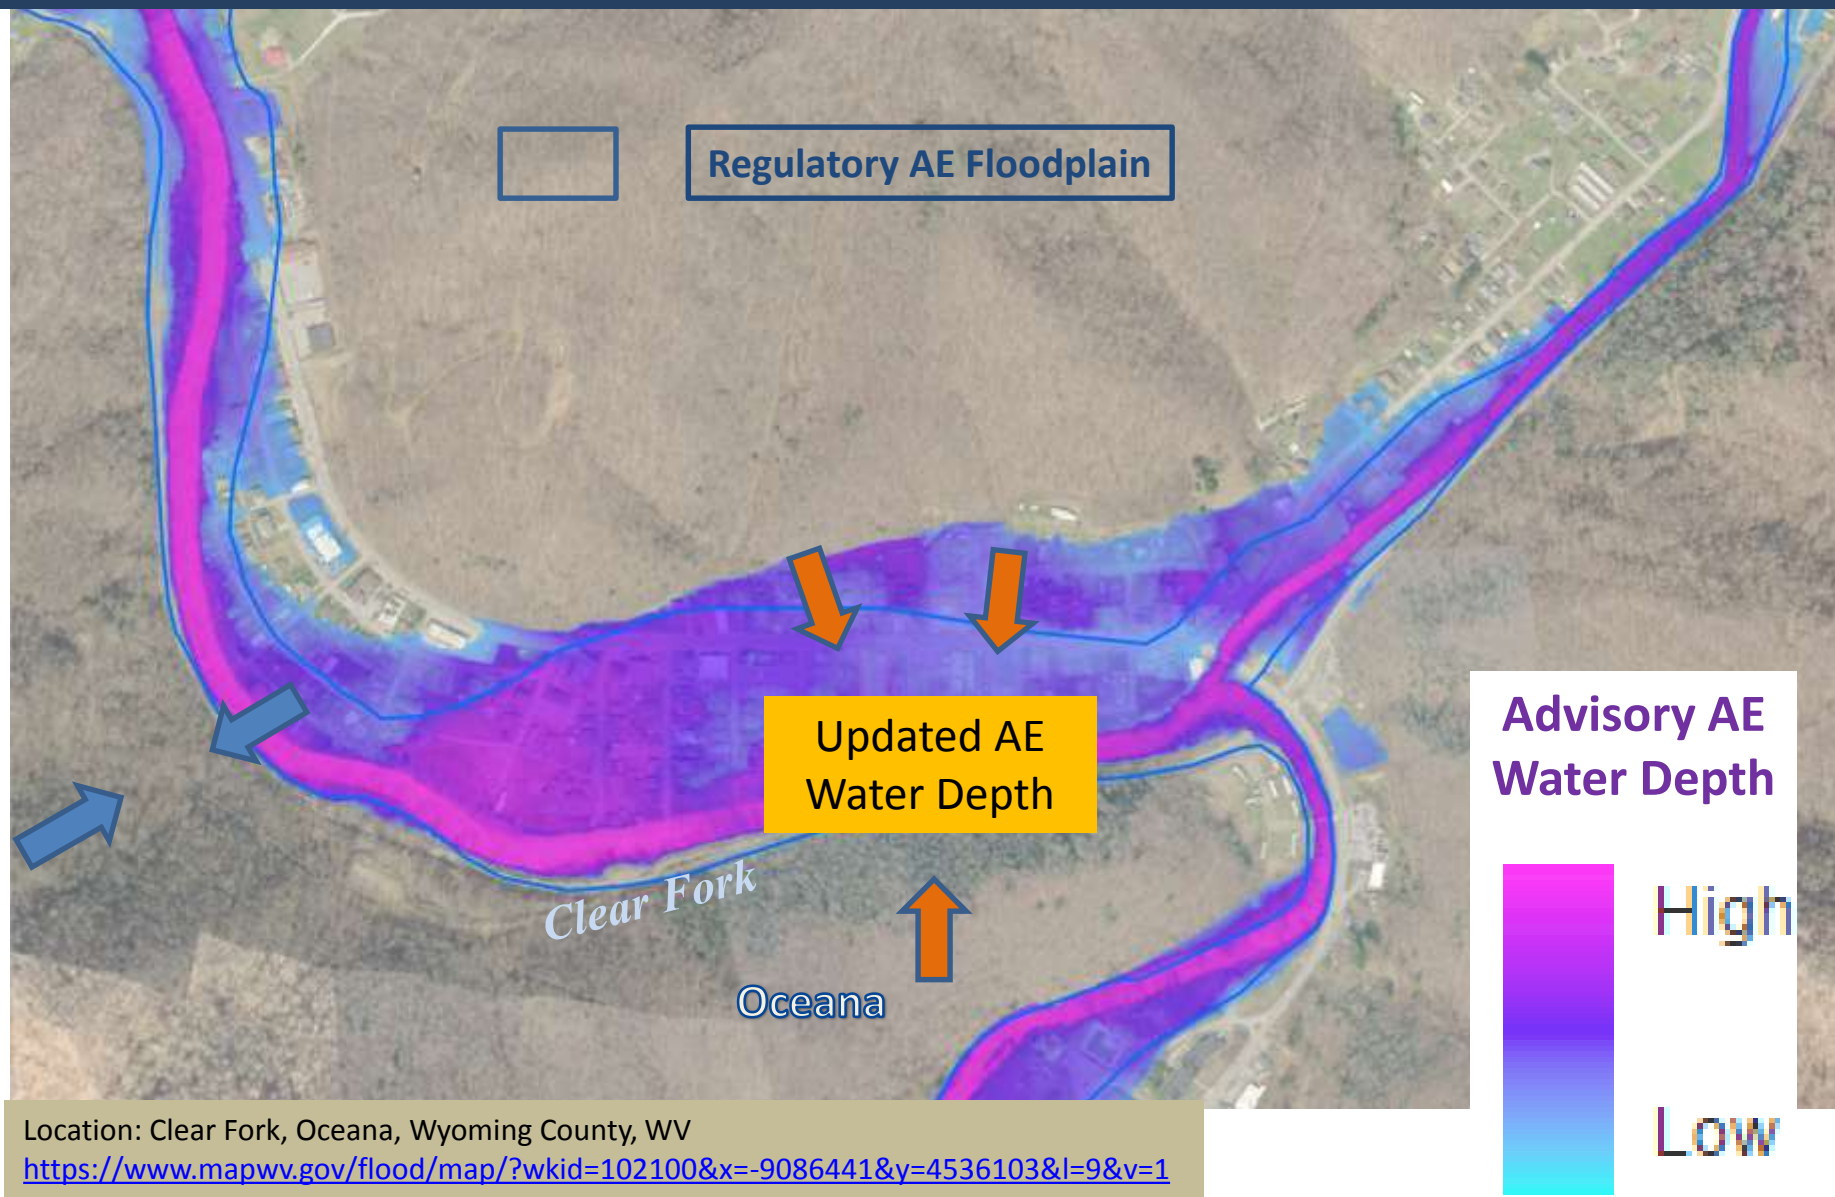 Regulatory AE Floodplain
Updated AE
Water Depth
Clear Fork
Oceana
Advisory AE
Water Depth
High
Low
Location: Clear Fork, Oceana, Wyoming County, WV
https://www.mapwv.gov/flood/map/?wkid=102100&x=-9086441&y=4536103&l=9&v=1